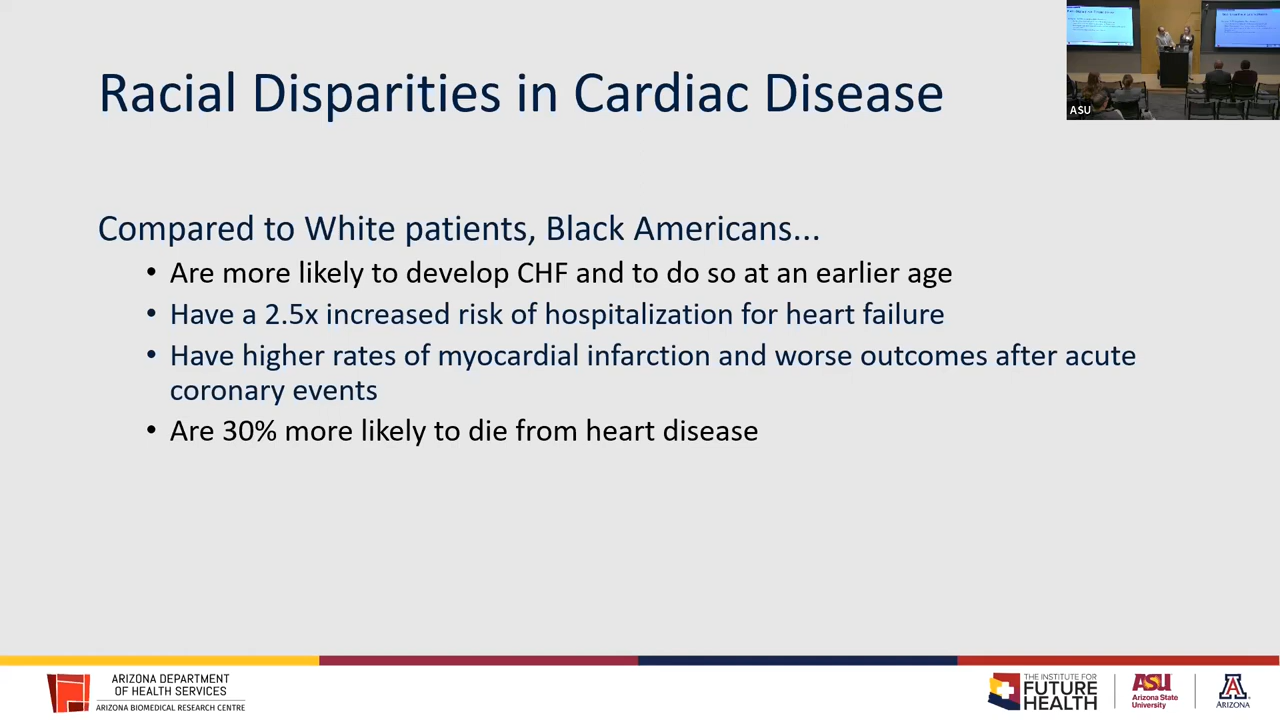 Racial Disparities in Cardiac Disease
ASU
Compared to White patients, Black Americans...
• Are more likely to develop CHF and to do so at an earlier age
• Have a 2.5x increased risk of hospitalization for heart failure
• Have higher rates of myocardial infarction and worse outcomes after acute
coronary events
• Are 30% more likely to die from heart disease
ARIZONA DEPARTMENT
OF HEALTH SERVICES
ARIZONA BIOMEDICAL RESEARCH CENTRE
THE INSTITUTE FOR
FUTURE
HEALTH
ASU
Arizona State
University
A
ARIZONA